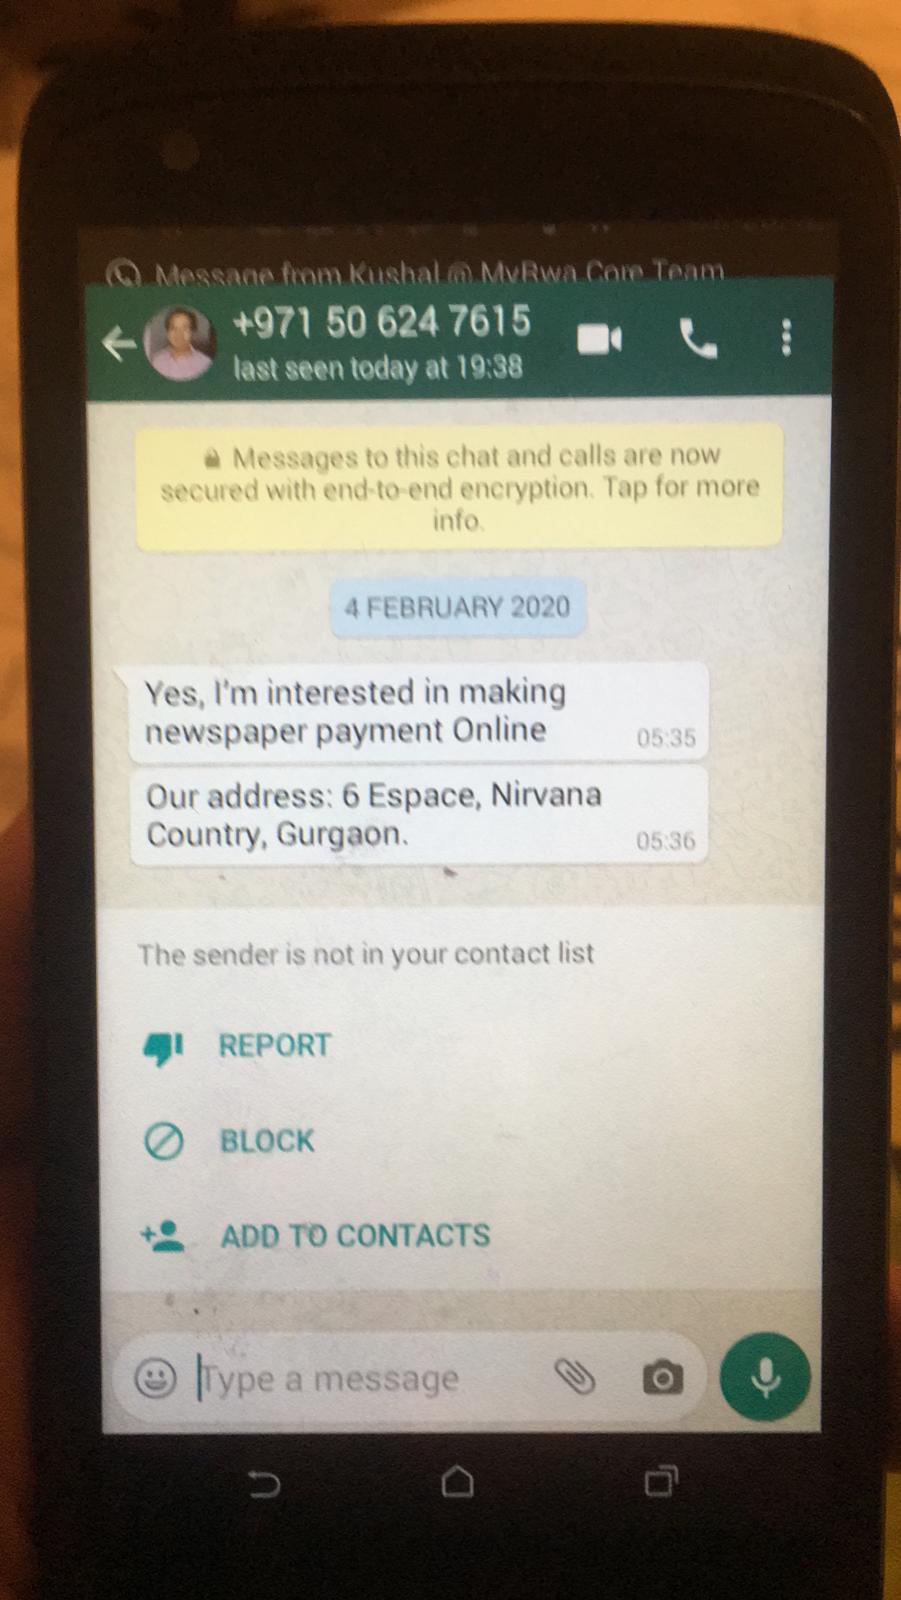 Message from Kushal @ MyRwa Core Team
+971 50 624 7615
last seen today at 19:38
Messages to this chat and calls are now
secured with end-to-end encryption. Tap for more
info.
4 FEBRUARY 2020
Yes, I'm interested in making
newspaper payment Online 05:35
Our address: 6 Espace, Nirvana
Country, Gurgaon. 05:36
The sender is not in your contact list
REPORT
BLOCK
ADD TO CONTACTS
Type a message